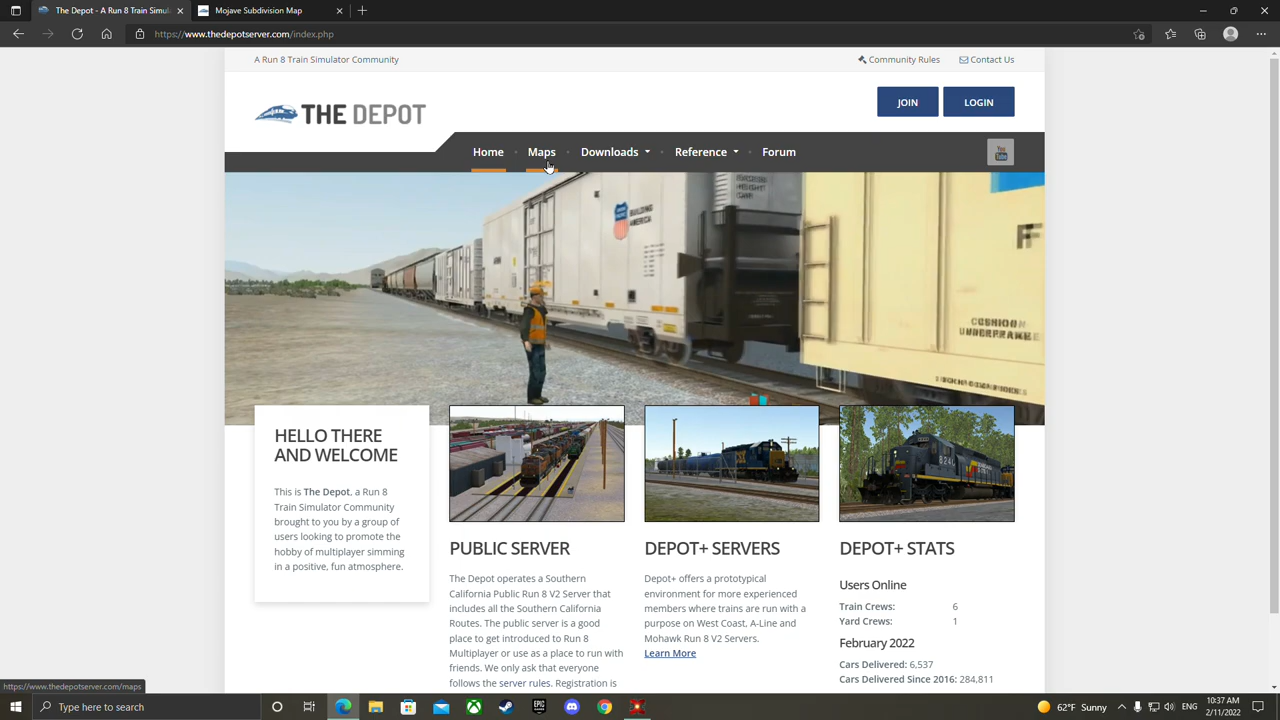 The Depot - A Run 8 Train Simula
Mojave Subdivision Map
https://www.thedepotserver.com/index.php
A Run 8 Train Simulator Community
Community Rules
Contact Us
THE DEPOT
JOIN
LOGIN
Home
Maps
Downloads
Reference
Forum
You Tube
BUILDING AMERICA
F
CUSHION
UNDERFRAME
HELLO THERE
AND WELCOME
This is The Depot, a Run 8
Train Simulator Community
brought to you by a group of
users looking to promote the
hobby of multiplayer simming
in a positive, fun atmosphere.
PUBLIC SERVER
The Depot operates a Southern
California Public Run 8 V2 Server that
includes all the Southern California
Routes. The public server is a good
place to get introduced to Run 8
Multiplayer or use as a place to run with
friends. We only ask that everyone
follows the server rules. Registration is
DEPOT+ SERVERS
Depot+ offers a prototypical
environment for more experienced
members where trains are run with a
purpose on West Coast, A-Line and
Mohawk Run 8 V2 Servers.
Learn More
DEPOT+ STATS
Users Online
Train Crews: 6
Yard Crews: 1
February 2022
Cars Delivered: 6,537
Cars Delivered Since 2016: 284,811
https://www.thedepotserver.com/maps
Type here to search
EPIC
GAMES
62°F Sunny
ENG
10:37 AM
2/11/2022